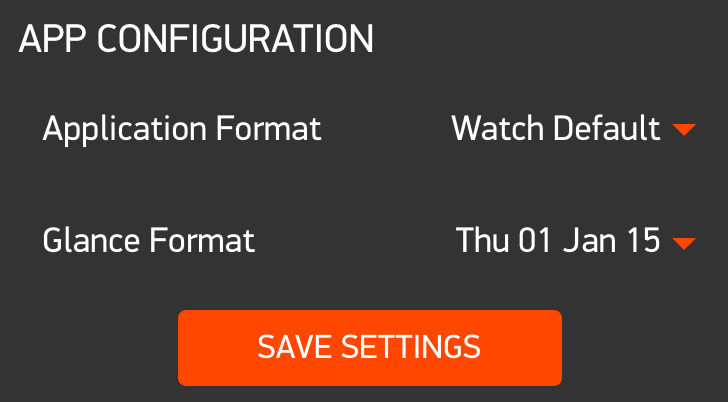 APP CONFIGURATION
Application Format Watch Default
Glance Format Thu 01 Jan 15
SAVE SETTINGS